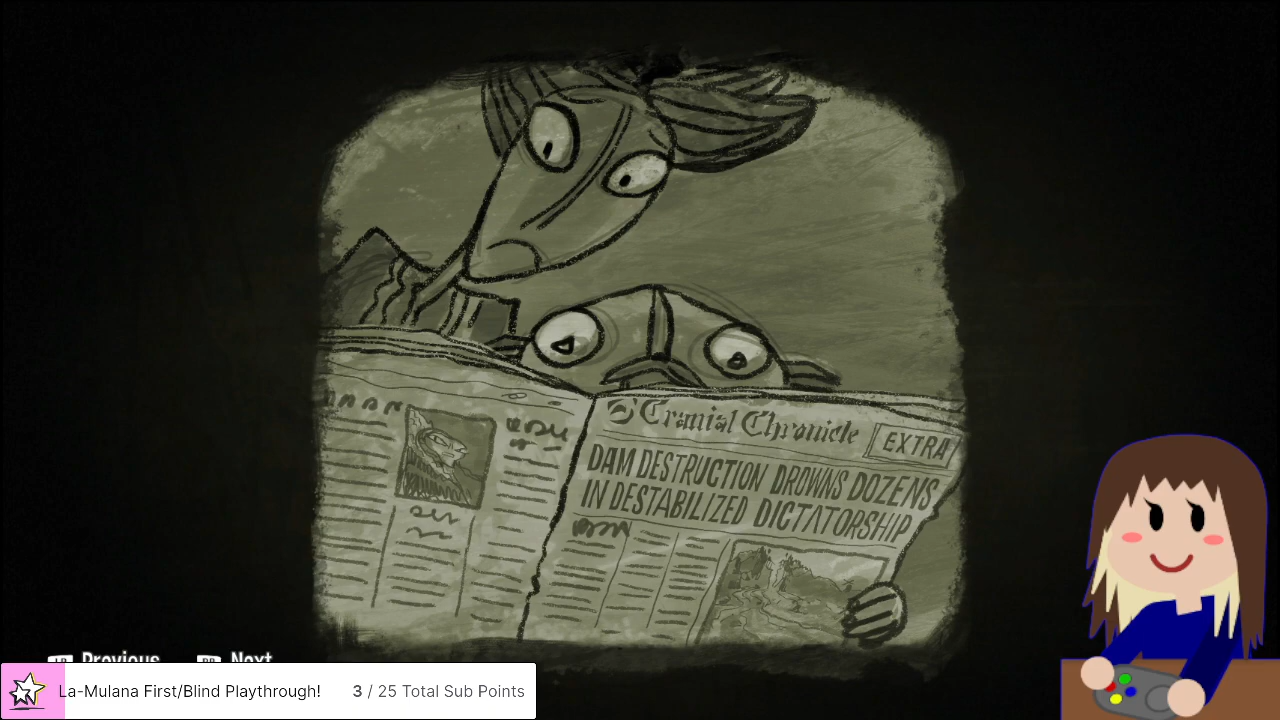 Cranial Chronicle
EXTRA
DAM DESTRUCTION DROWNS DOZENS
IN DESTABILIZED DICTATORSHIP
Previous
Next
La-Mulana First/Blind Playthrough!
3 / 25 Total Sub Points